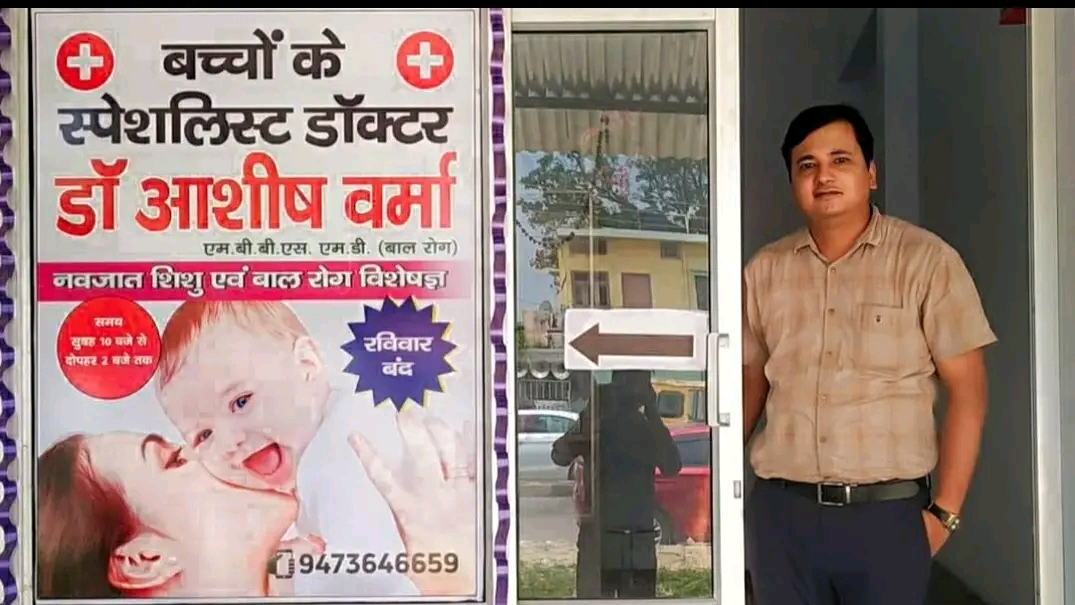 बच्चों के
स्पेशलिस्ट डॉक्टर
डॉ आशीष वर्मा
एम.बी.बी.एस. एम.डी. (बाल रोग)
नवजात शिशु एवं बाल रोग विशेषज्ञ
समय
सुबह 10 बजे से
दोपहर 2 बजे तक
रविवार
बंद
9473646659